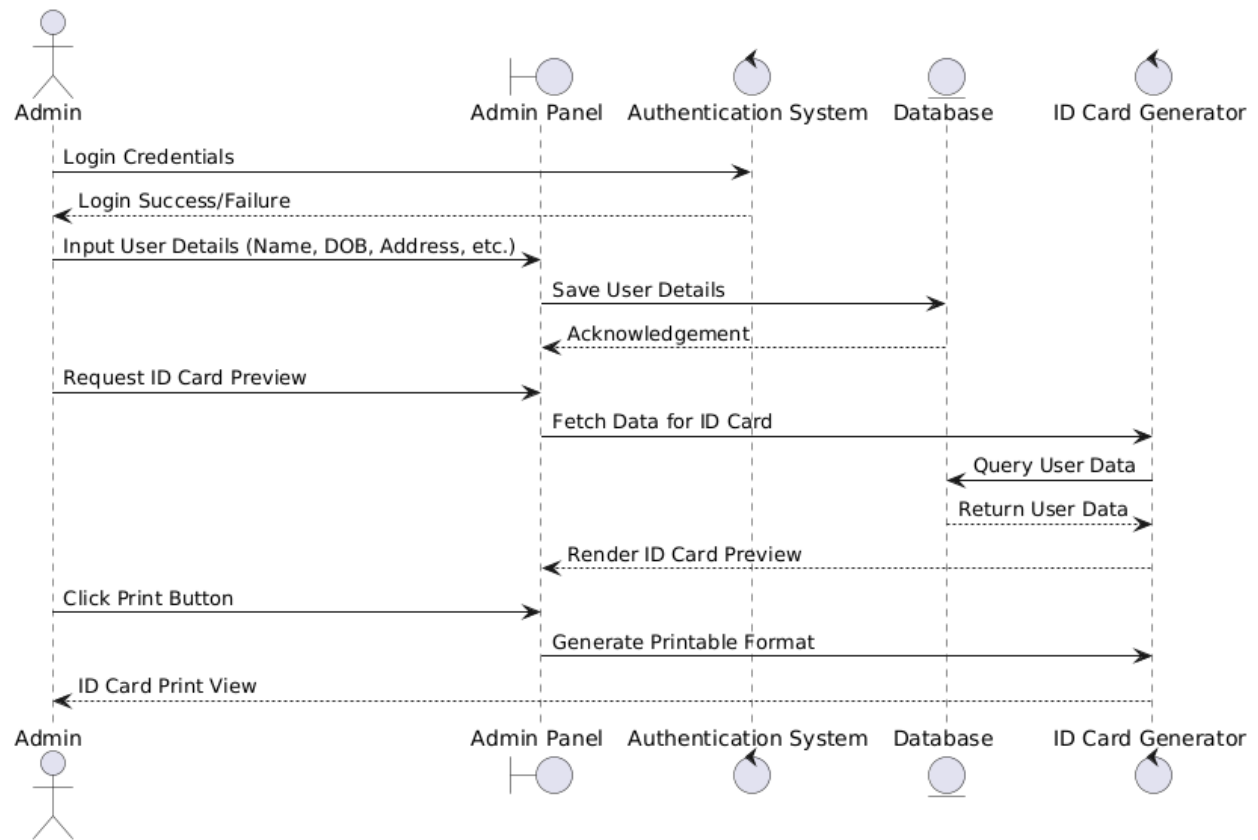 Admin
Admin Panel
Authentication System
Database
ID Card Generator
Login Credentials
Login Success/Failure
Input User Details (Name, DOB, Address, etc.)
Save User Details
Acknowledgement
Request ID Card Preview
Fetch Data for ID Card
Query User Data
Return User Data
Render ID Card Preview
Click Print Button
Generate Printable Format
ID Card Print View
Admin
Admin Panel
Authentication System
Database
ID Card Generator